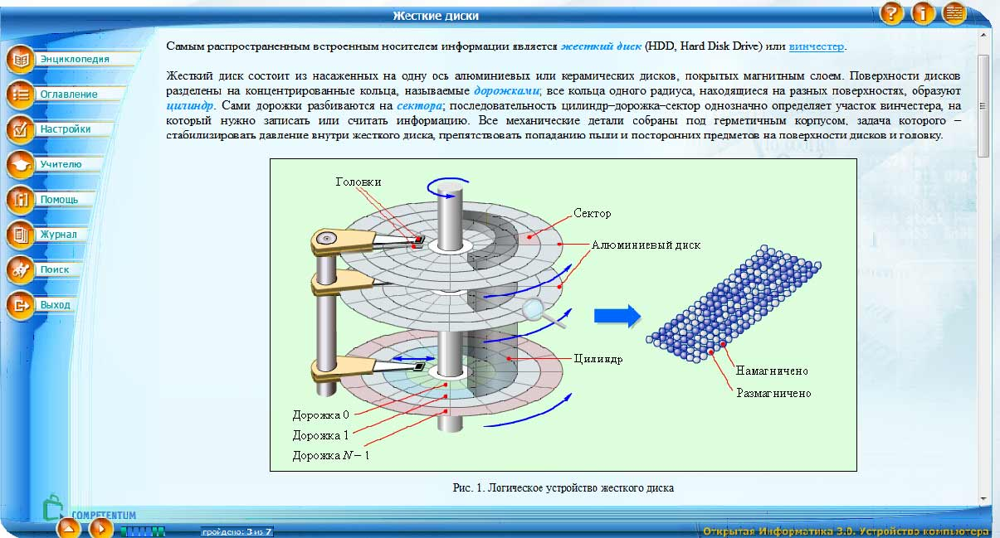 Жесткие диски
Энциклопедия
Оглавление
Настройки
Учителю
Помощь
Журнал
Поиск
Выход
Самым распространенным встроенным носителем информации является жесткий диск (HDD, Hard Disk Drive) или винчестер.
Жесткий диск состоит из насаженных на одну ось алюминиевых или керамических дисков, покрытых магнитным слоем. Поверхности дисков
разделены на концентрированные кольца, называемые дорожками; все кольца одного радиуса, находящиеся на разных поверхностях, образуют
цилиндр. Сами дорожки разбиваются на сектора; последовательность цилиндр–дорожка–сектор однозначно определяет участок винчестера, на
который нужно записать или считать информацию. Все механические детали собраны под герметичным корпусом, задача которого –
стабилизировать давление внутри жесткого диска, препятствовать попаданию пыли и посторонних предметов на поверхности дисков и головку.
Головки
Сектор
Алюминиевый диск
Цилиндр
Намагничено
Размагничено
Дорожка 0
Дорожка 1
Дорожка N – 1
Рис. 1. Логическое устройство жесткого диска
COMPETENTUM
пройдено: 3 из 7
Открытая Информатика 3.0. Устройство компьютера